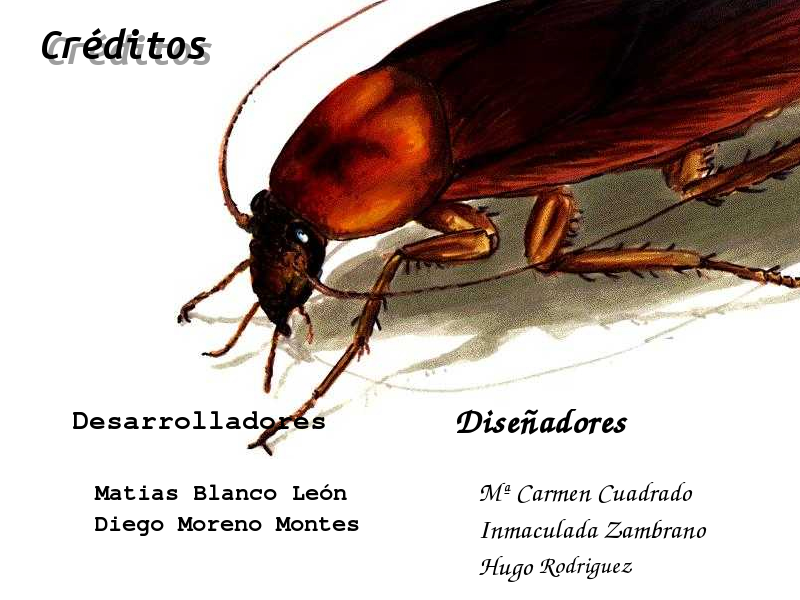 Créditos
Desarrolladores
Matias Blanco León
Diego Moreno Montes
Diseñadores
Mª Carmen Cuadrado
Inmaculada Zambrano
Hugo Rodriguez